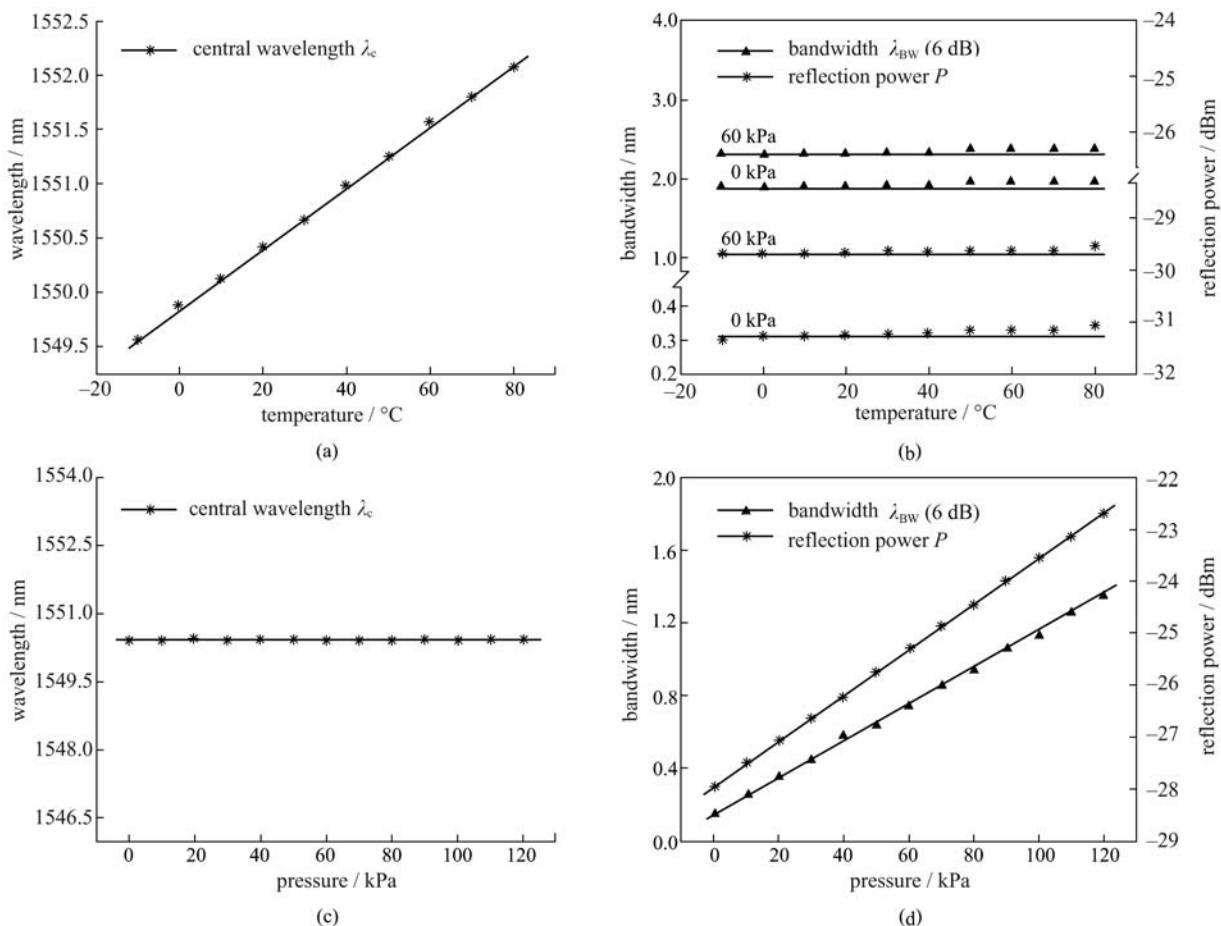 1552.5
central wavelength λc
1552.0
1551.5
1551.0
1550.5
1550.0
1549.5
wavelength / nm
−20 0 20 40 60 80
temperature / °C
(a)
4.0
3.0
2.0
1.0
0.4
0.3
0.2
bandwidth / nm
bandwidth λBW (6 dB)
reflection power P
60 kPa
0 kPa
60 kPa
0 kPa
−24
−25
−26
−29
−30
−31
−32
reflection power / dBm
−20 0 20 40 60 80
temperature / °C
(b)
1554.0
central wavelength λc
1552.5
1551.0
1549.5
1548.0
1546.5
wavelength / nm
0 20 40 60 80 100 120
pressure / kPa
(c)
2.0
1.6
1.2
0.8
0.4
0.0
bandwidth / nm
bandwidth λBW (6 dB)
reflection power P
−22
−23
−24
−25
−26
−27
−28
−29
reflection power / dBm
0 20 40 60 80 100 120
pressure / kPa
(d)